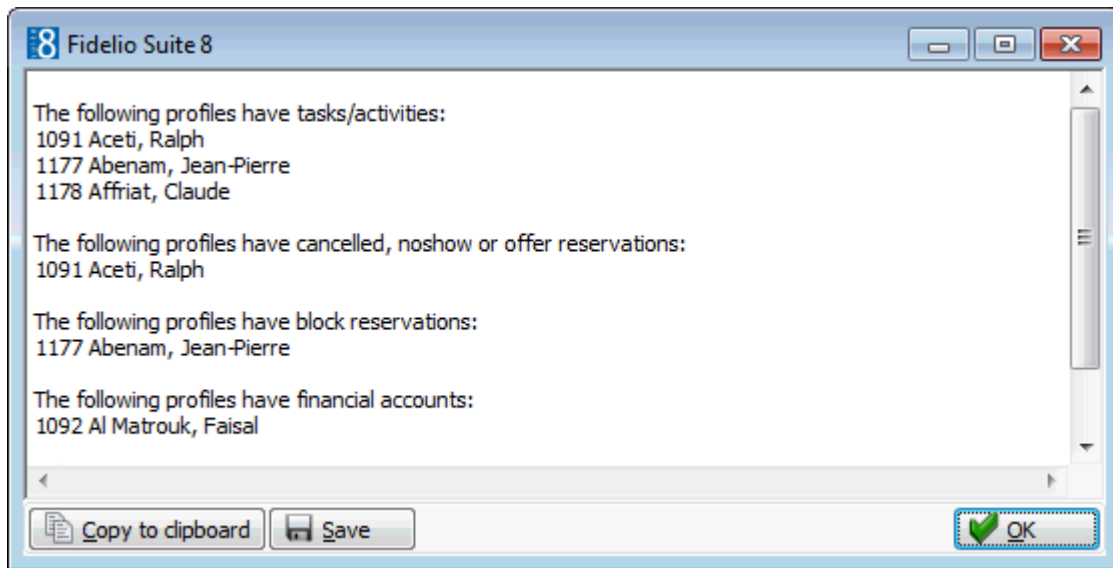 8 Fidelio Suite 8
The following profiles have tasks/activities:
1091 Aceti, Ralph
1177 Abenam, Jean-Pierre
1178 Affriat, Claude
The following profiles have cancelled, noshow or offer reservations:
1091 Aceti, Ralph
The following profiles have block reservations:
1177 Abenam, Jean-Pierre
The following profiles have financial accounts:
1092 Al Matrouk, Faisal
Copy to clipboard Save OK